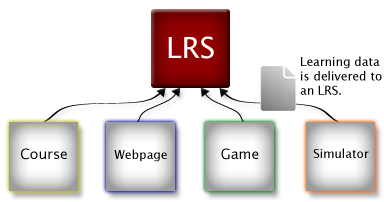 LRS
Learning data
is delivered to
an LRS.
Course
Webpage
Game
Simulator